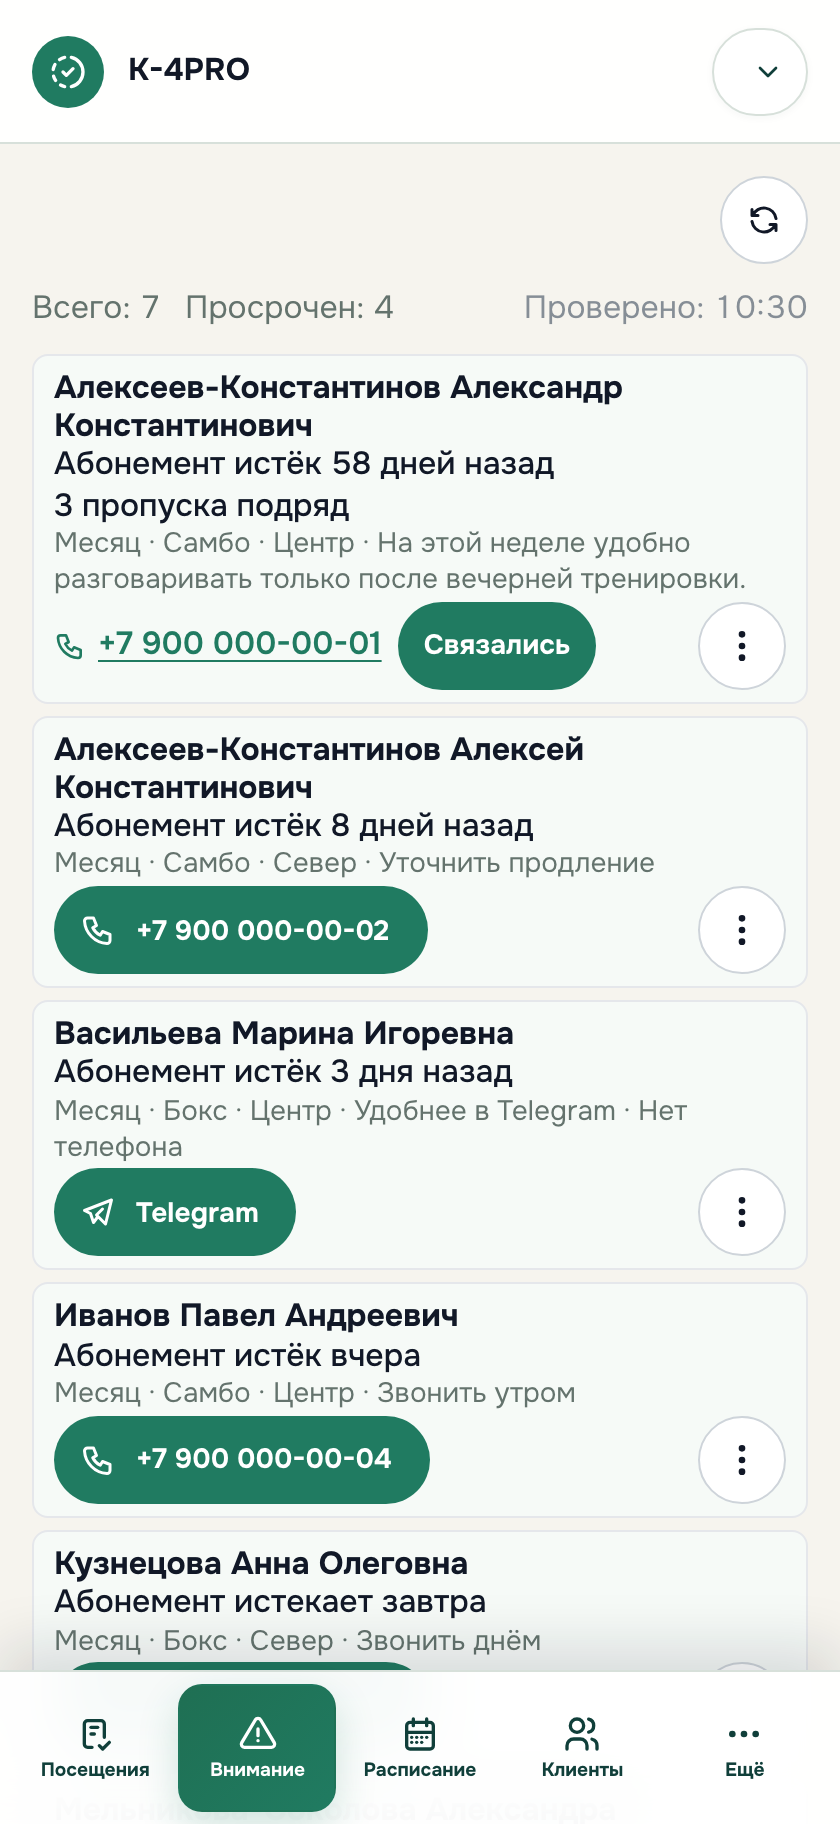 K-4PRO
Всего: 7 Просрочен: 4 Проверено: 10:30
Алексеев-Константинов Александр
Константинович
Абонемент истёк 58 дней назад
3 пропуска подряд
Месяц · Самбо · Центр · На этой неделе удобно
разговаривать только после вечерней тренировки.
+7 900 000-00-01 Связались
Алексеев-Константинов Алексей
Константинович
Абонемент истёк 8 дней назад
Месяц · Самбо · Север · Уточнить продление
+7 900 000-00-02
Васильева Марина Игоревна
Абонемент истёк 3 дня назад
Месяц · Бокс · Центр · Удобнее в Telegram · Нет
телефона
Telegram
Иванов Павел Андреевич
Абонемент истёк вчера
Месяц · Самбо · Центр · Звонить утром
+7 900 000-00-04
Кузнецова Анна Олеговна
Абонемент истекает завтра
Месяц · Бокс · Север · Звонить днём
Посещения Внимание Расписание Клиенты Ещё
Александра